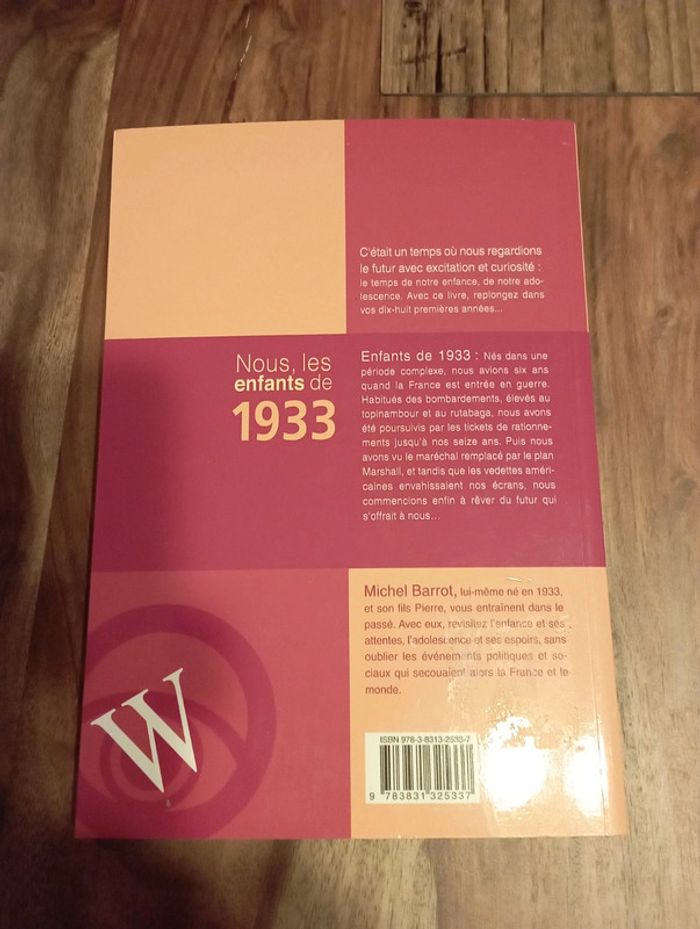 C'était un temps où nous regardions
le futur avec excitation et curiosité :
le temps de notre enfance, de notre ado-
lescence. Avec ce livre, replongez dans
vos dix-huit premières années...
Nous, les
enfants de
1933
Enfants de 1933 : Nés dans une
période complexe, nous avions six ans
quand la France est entrée en guerre.
Habitués des bombardements, élevés au
topinambour et au rutabaga, nous avons
été poursuivis par les tickets de rationne-
ments jusqu'à nos seize ans. Puis nous
avons vu le maréchal remplacé par le plan
Marshall, et tandis que les vedettes améri-
caines envahissaient nos écrans, nous
commencions enfin à rêver du futur qui
s'offrait à nous...
Michel Barrot, lui-même né en 1933,
et son fils Pierre, vous entraînent dans le
passé. Avec eux, revisitez l'enfance et ses
attentes, l'adolescence et ses espoirs, sans
oublier les événements politiques et so-
ciaux qui secouaient alors la France et le
monde.
W
ISBN 978-3-8313-2533-7
9 783831 325337